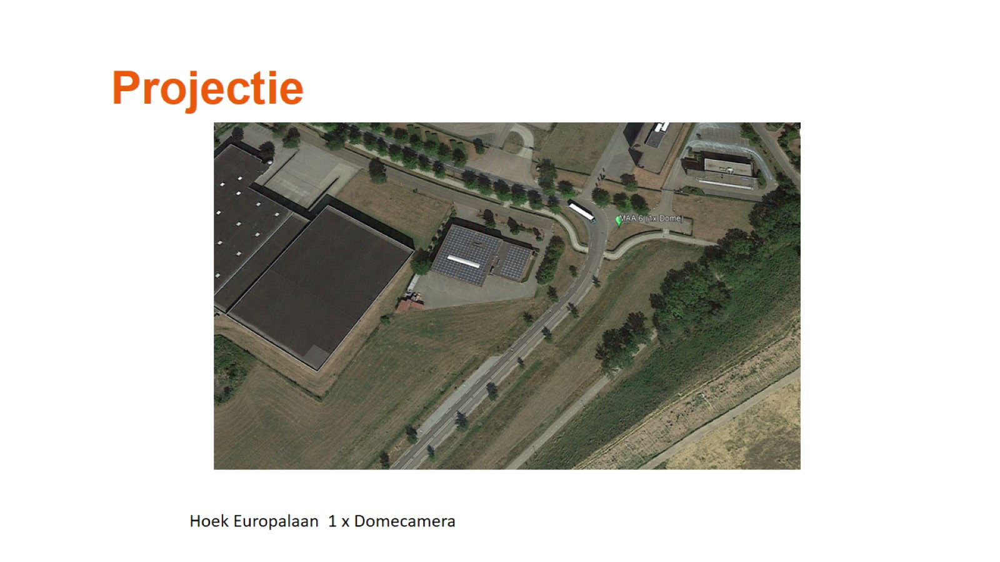 Projectie
MAA 6 (1x Dome)
Hoek Europalaan  1 x Domecamera